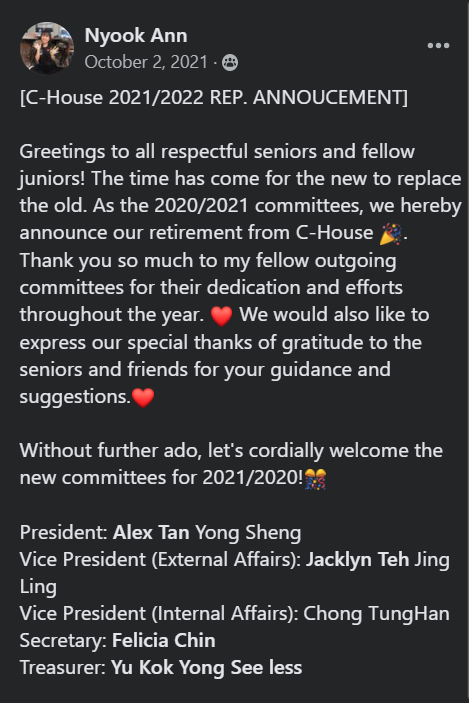 Nyook Ann
October 2, 2021 ·
[C-House 2021/2022 REP. ANNOUCEMENT]
Greetings to all respectful seniors and fellow
juniors! The time has come for the new to replace
the old. As the 2020/2021 committees, we hereby
announce our retirement from C-House 🎉.
Thank you so much to my fellow outgoing
committees for their dedication and efforts
throughout the year. ❤️ We would also like to
express our special thanks of gratitude to the
seniors and friends for your guidance and
suggestions.❤️
Without further ado, let's cordially welcome the
new committees for 2021/2020!🎊
President: Alex Tan Yong Sheng
Vice President (External Affairs): Jacklyn Teh Jing
Ling
Vice President (Internal Affairs): Chong TungHan
Secretary: Felicia Chin
Treasurer: Yu Kok Yong See less